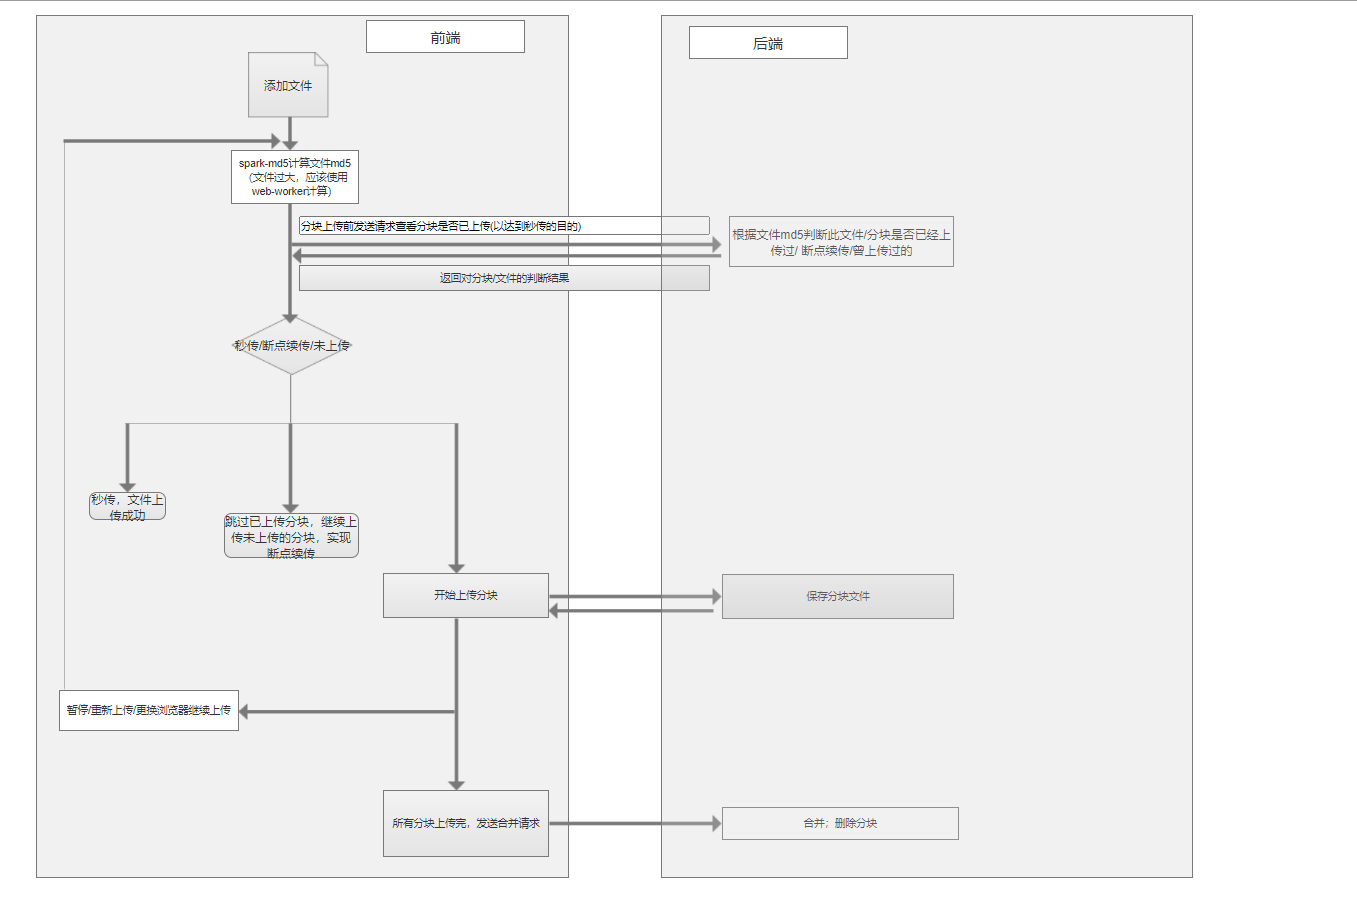 前端
后端
添加文件
spark-md5计算文件md5
（文件过大，应该使用
web-worker计算）
分块上传前发送请求查看分块是否已上传(以达到秒传的目的)
根据文件md5判断此文件/分块是否已经上
传过/ 断点续传/曾上传过的
返回对分块/文件的判断结果
秒传/断点续传/未上传
秒传，文件上
传成功
跳过已上传分块，继续上
传未上传的分块，实现
断点续传
开始上传分块
保存分块文件
暂停/重新上传/更换浏览器继续上传
所有分块上传完，发送合并请求
合并；删除分块